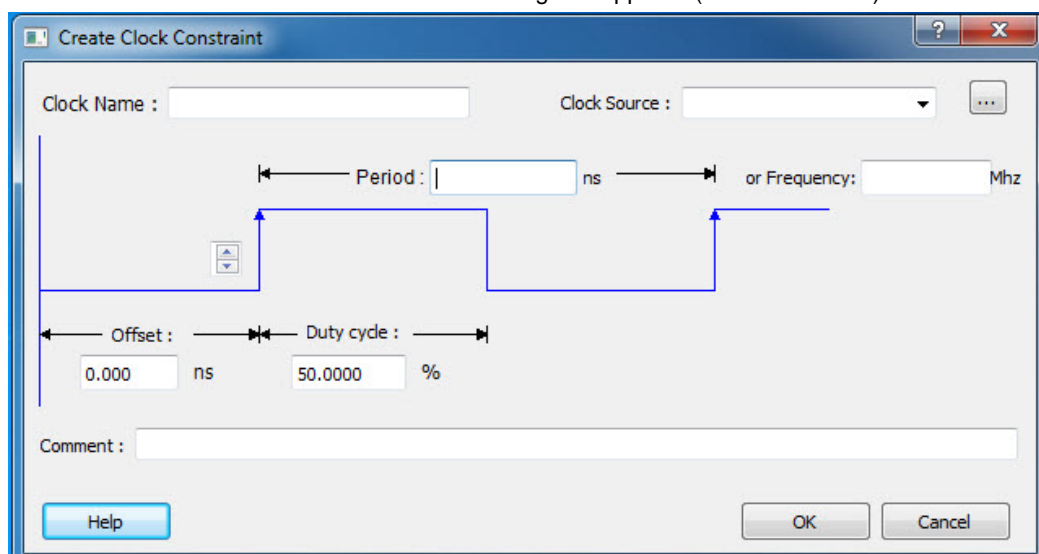 Create Clock Constraint ? X
Clock Name : Clock Source : ...
Period : ns or Frequency: Mhz
Offset : Duty cycle :
0.000 ns 50.0000 %
Comment :
Help OK Cancel